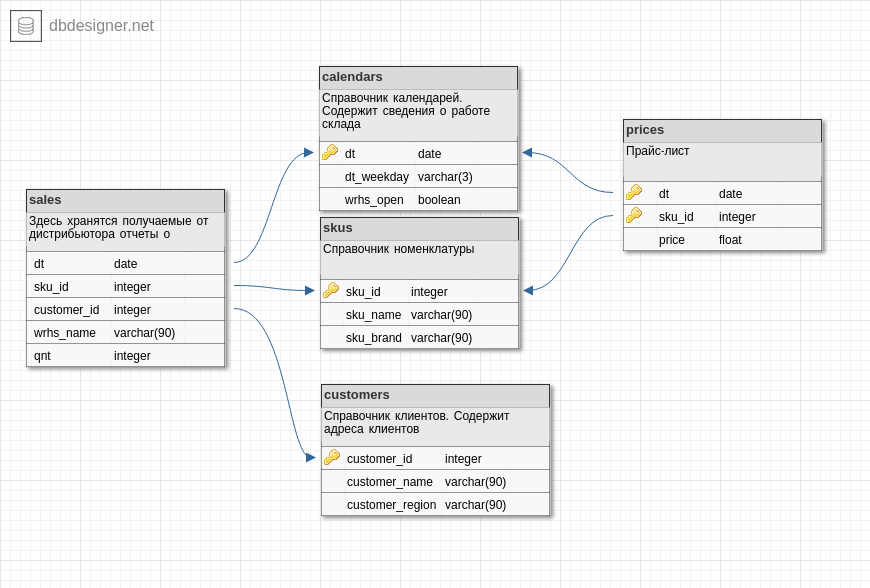 dbdesigner.net
calendars
Справочник календарей.
Содержит сведения о работе
склада
dt date
dt_weekday varchar(3)
wrhs_open boolean
prices
Прайс-лист
dt date
sku_id integer
price float
sales
Здесь хранятся получаемые от
дистрибьютора отчеты о
dt date
sku_id integer
customer_id integer
wrhs_name varchar(90)
qnt integer
skus
Справочник номенклатуры
sku_id integer
sku_name varchar(90)
sku_brand varchar(90)
customers
Справочник клиентов. Содержит
адреса клиентов
customer_id integer
customer_name varchar(90)
customer_region varchar(90)